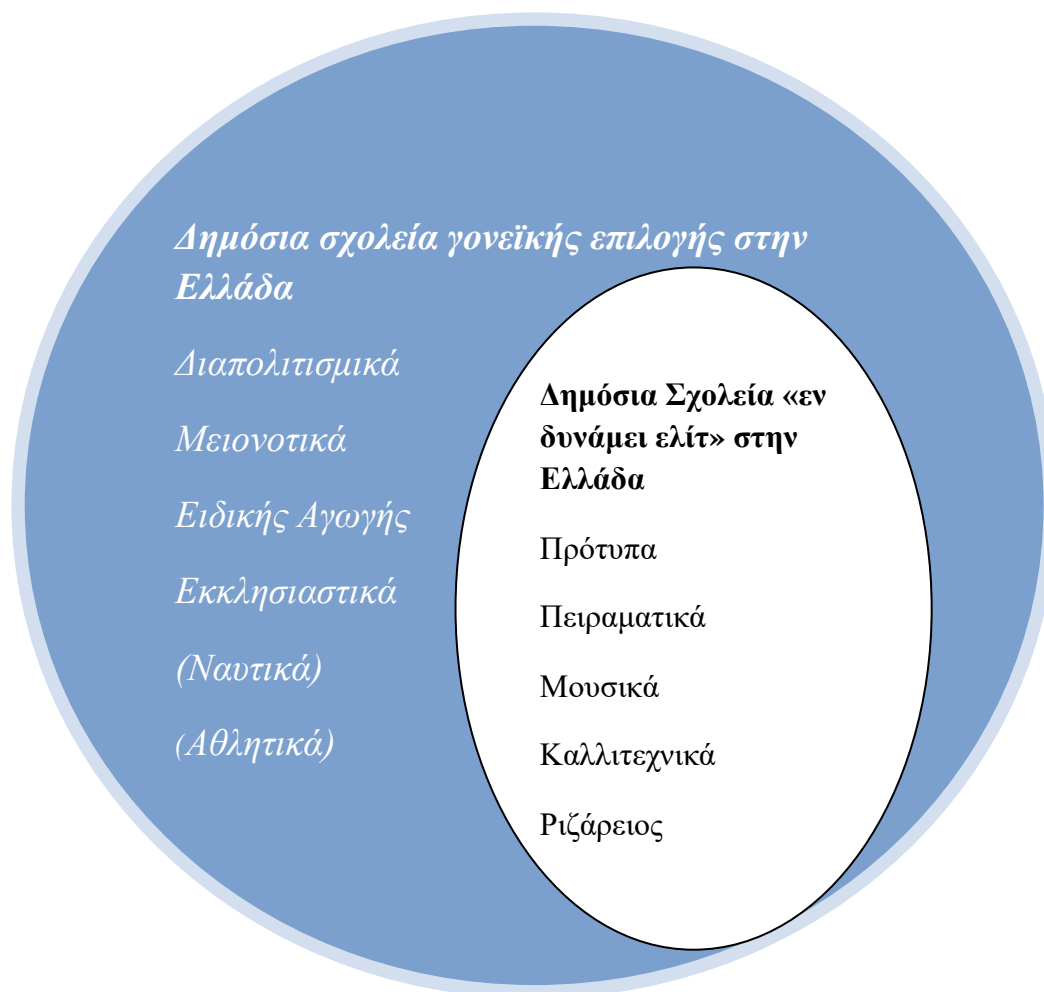 Δημόσια σχολεία γονεϊκής επιλογής στην
Ελλάδα
Διαπολιτισμικά
Μειονοτικά
Ειδικής Αγωγής
Εκκλησιαστικά
(Ναυτικά)
(Αθλητικά)
Δημόσια Σχολεία «εν
δυνάμει ελίτ» στην
Ελλάδα
Πρότυπα
Πειραματικά
Μουσικά
Καλλιτεχνικά
Ριζάρειος